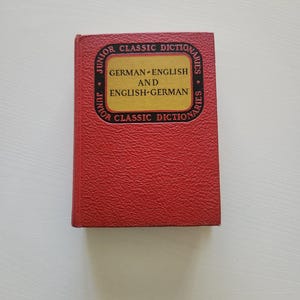 JUNIOR CLASSIC DICTIONARIES
GERMAN-ENGLISH
AND
ENGLISH-GERMAN
JUNIOR CLASSIC DICTIONARIES